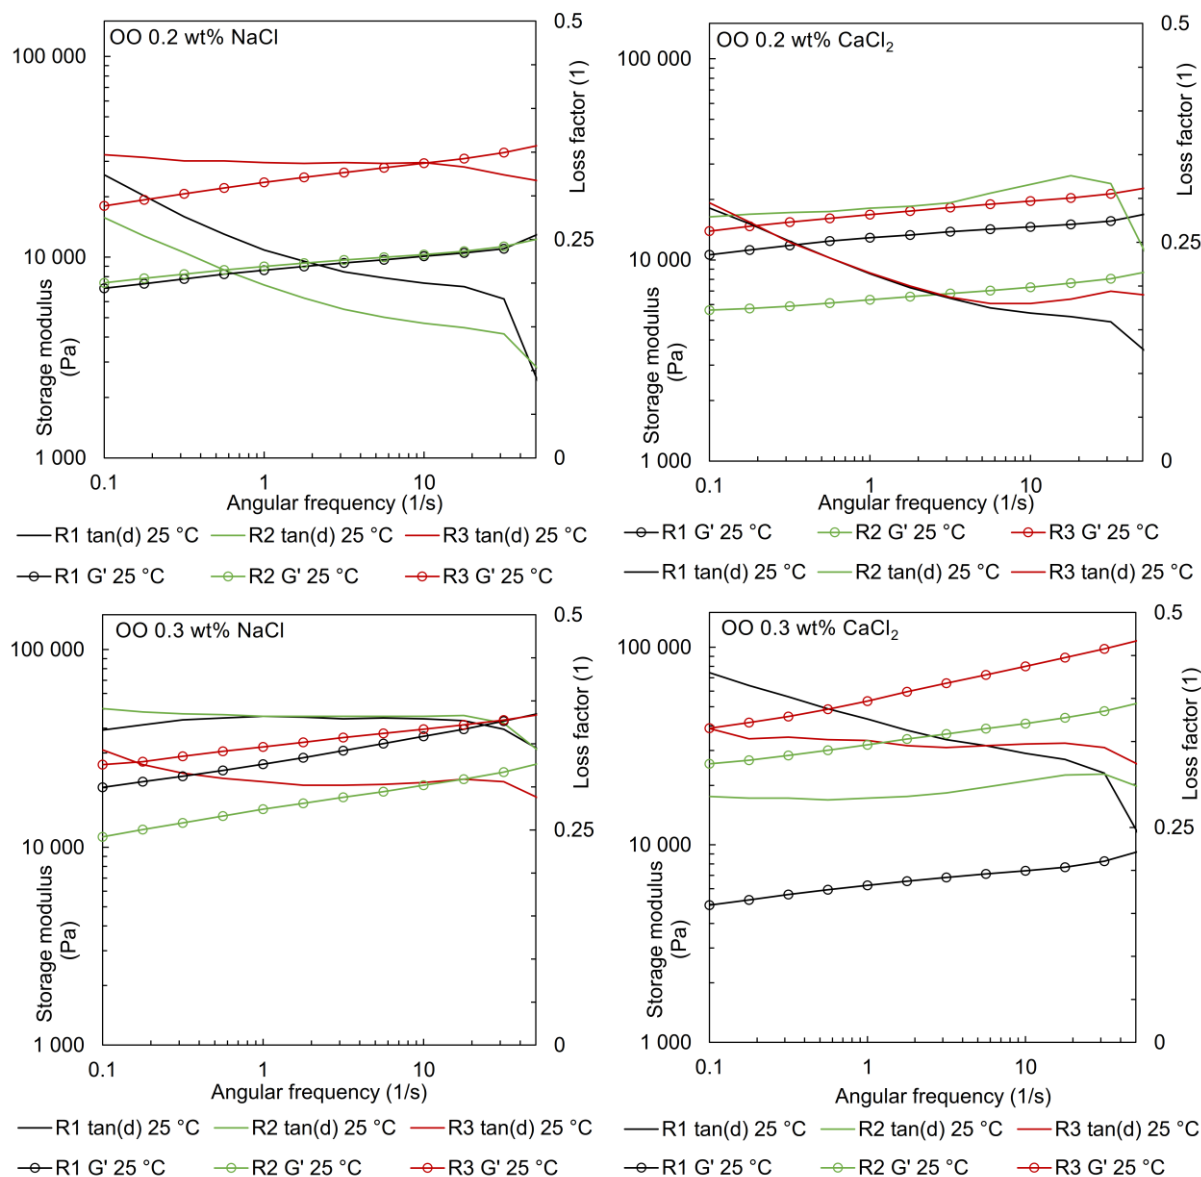 OO 0.2 wt% NaCl
100 000
10 000
1 000
Storage modulus
(Pa)
0.5
0.25
0
Loss factor (1)
0.1
1
10
Angular frequency (1/s)
R1 tan(d) 25 °C
R2 tan(d) 25 °C
R3 tan(d) 25 °C
R1 G' 25 °C
R2 G' 25 °C
R3 G' 25 °C
OO 0.2 wt% CaCl₂
100 000
10 000
1 000
Storage modulus
(Pa)
0.5
0.25
0
Loss factor (1)
0.1
1
10
Angular frequency (1/s)
R1 G' 25 °C
R2 G' 25 °C
R3 G' 25 °C
R1 tan(d) 25 °C
R2 tan(d) 25 °C
R3 tan(d) 25 °C
OO 0.3 wt% NaCl
100 000
10 000
1 000
Storage modulus
(Pa)
0.5
0.25
0
Loss factor (1)
0.1
1
10
Angular frequency (1/s)
R1 tan(d) 25 °C
R2 tan(d) 25 °C
R3 tan(d) 25 °C
R1 G' 25 °C
R2 G' 25 °C
R3 G' 25 °C
OO 0.3 wt% CaCl₂
100 000
10 000
1 000
Storage modulus
(Pa)
0.5
0.25
0
Loss factor (1)
0.1
1
10
Angular frequency (1/s)
R1 tan(d) 25 °C
R2 tan(d) 25 °C
R3 tan(d) 25 °C
R1 G' 25 °C
R2 G' 25 °C
R3 G' 25 °C